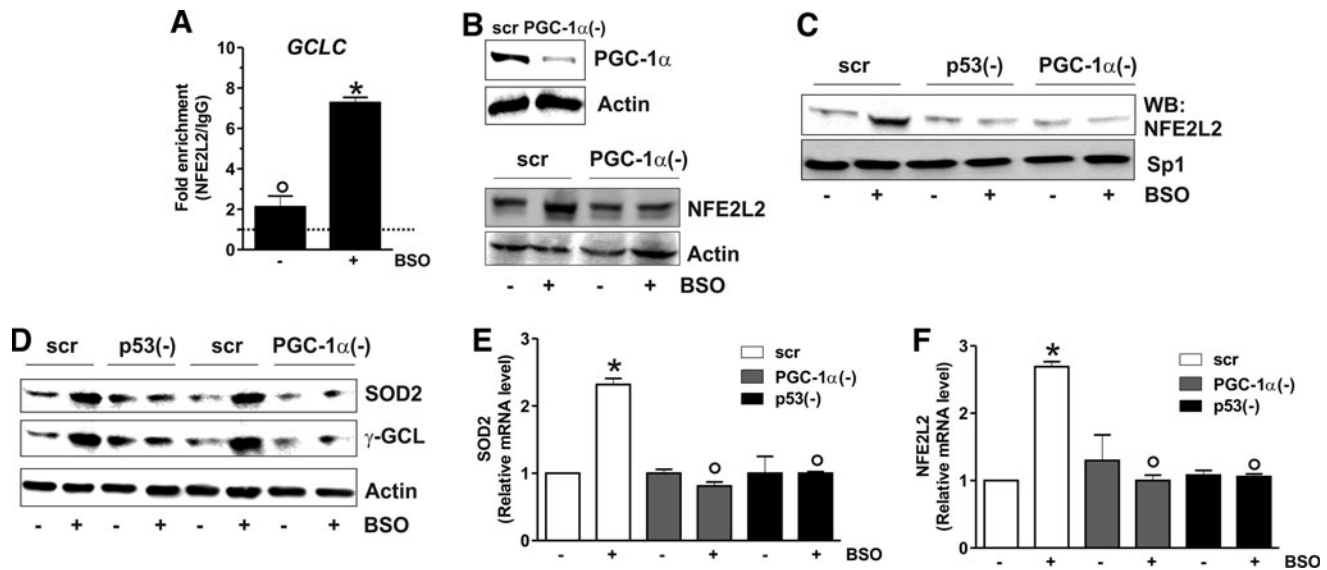 A
GCLC
Fold enrichment
(NFE2L2/IgG)
10
8
6
4
2
0
*
- + BSO
B
scr PGC-1α(-)
PGC-1α
Actin
scr PGC-1α(-)
NFE2L2
Actin
- + - + BSO
C
scr p53(-) PGC-1α(-)
WB:
NFE2L2
Sp1
- + - + - + BSO
D
scr p53(-) scr PGC-1α(-)
SOD2
γ-GCL
Actin
- + - + - + - + BSO
E
SOD2
(Relative mRNA level)
3
2
1
0
*
scr
PGC-1α(-)
p53(-)
- + - + - + BSO
F
NFE2L2
(Relative mRNA level)
3
2
1
0
*
scr
PGC-1α(-)
p53(-)
- + - + - + BSO